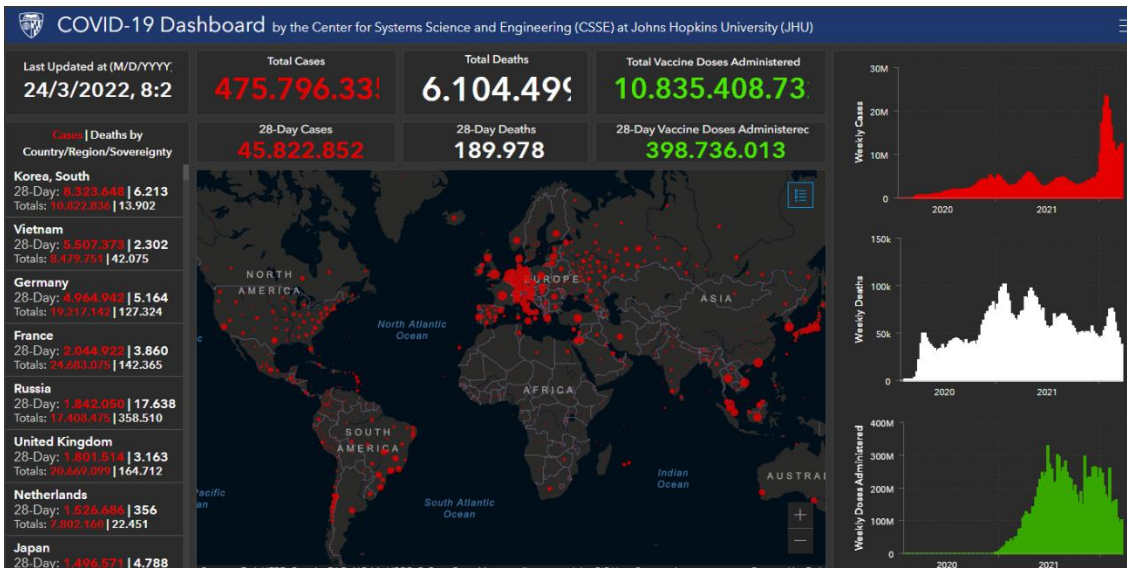 COVID-19 Dashboard by the Center for Systems Science and Engineering (CSSE) at Johns Hopkins University (JHU)
Last Updated at (M/D/YYYY)
24/3/2022, 8:2
Cases | Deaths by
Country/Region/Sovereignty
Korea, South
28-Day: 8.323.648 | 6.213
Totals: 10.822.836 | 13.902
Vietnam
28-Day: 5.507.373 | 2.302
Totals: 8.479.751 | 42.075
Germany
28-Day: 4.964.942 | 5.164
Totals: 19.217.142 | 127.324
France
28-Day: 2.044.922 | 3.860
Totals: 24.683.075 | 142.365
Russia
28-Day: 1.842.050 | 17.638
Totals: 17.408.475 | 358.510
United Kingdom
28-Day: 1.801.514 | 3.163
Totals: 20.669.099 | 164.712
Netherlands
28-Day: 1.526.686 | 356
Totals: 7.802.160 | 22.451
Japan
28-Day: 1.496.571 | 4.788
Total Cases
475.796.33
Total Deaths
6.104.499
Total Vaccine Doses Administered
10.835.408.73
28-Day Cases
45.822.852
28-Day Deaths
189.978
28-Day Vaccine Doses Administered
398.736.013
NORTH
AMERICA
EUROPE
ASIA
North Atlantic
Ocean
AFRICA
SOUTH
AMERICA
Indian
Ocean
AUSTRAL
South Atlantic
Ocean
+
−
Weekly Cases
30M
20M
10M
0
2020
2021
Weekly Deaths
150k
100k
50k
0
2020
2021
Weekly Doses Administered
400M
300M
200M
100M
0
2020
2021